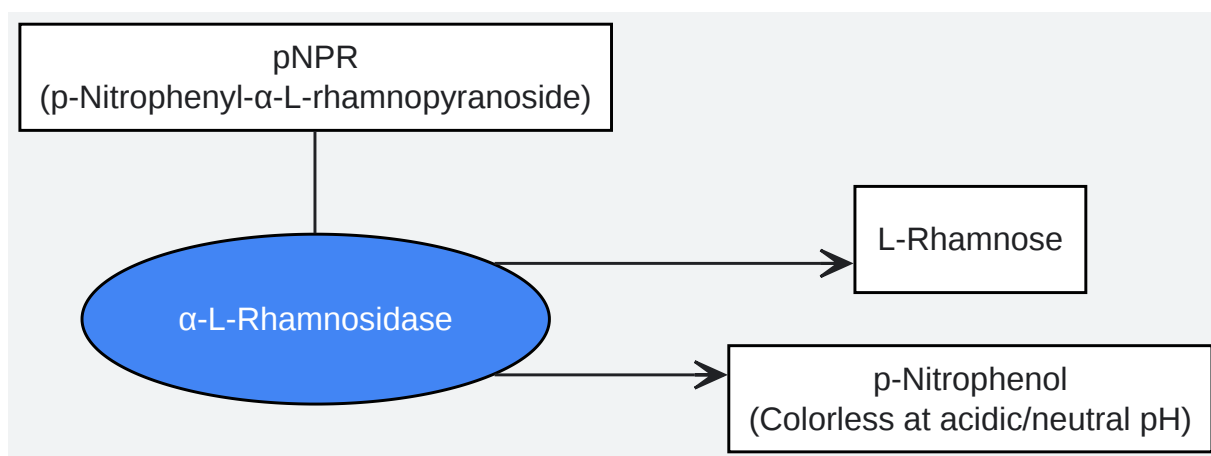 pNPR
(p-Nitrophenyl-α-L-rhamnopyranoside)
α-L-Rhamnosidase
L-Rhamnose
p-Nitrophenol
(Colorless at acidic/neutral pH)